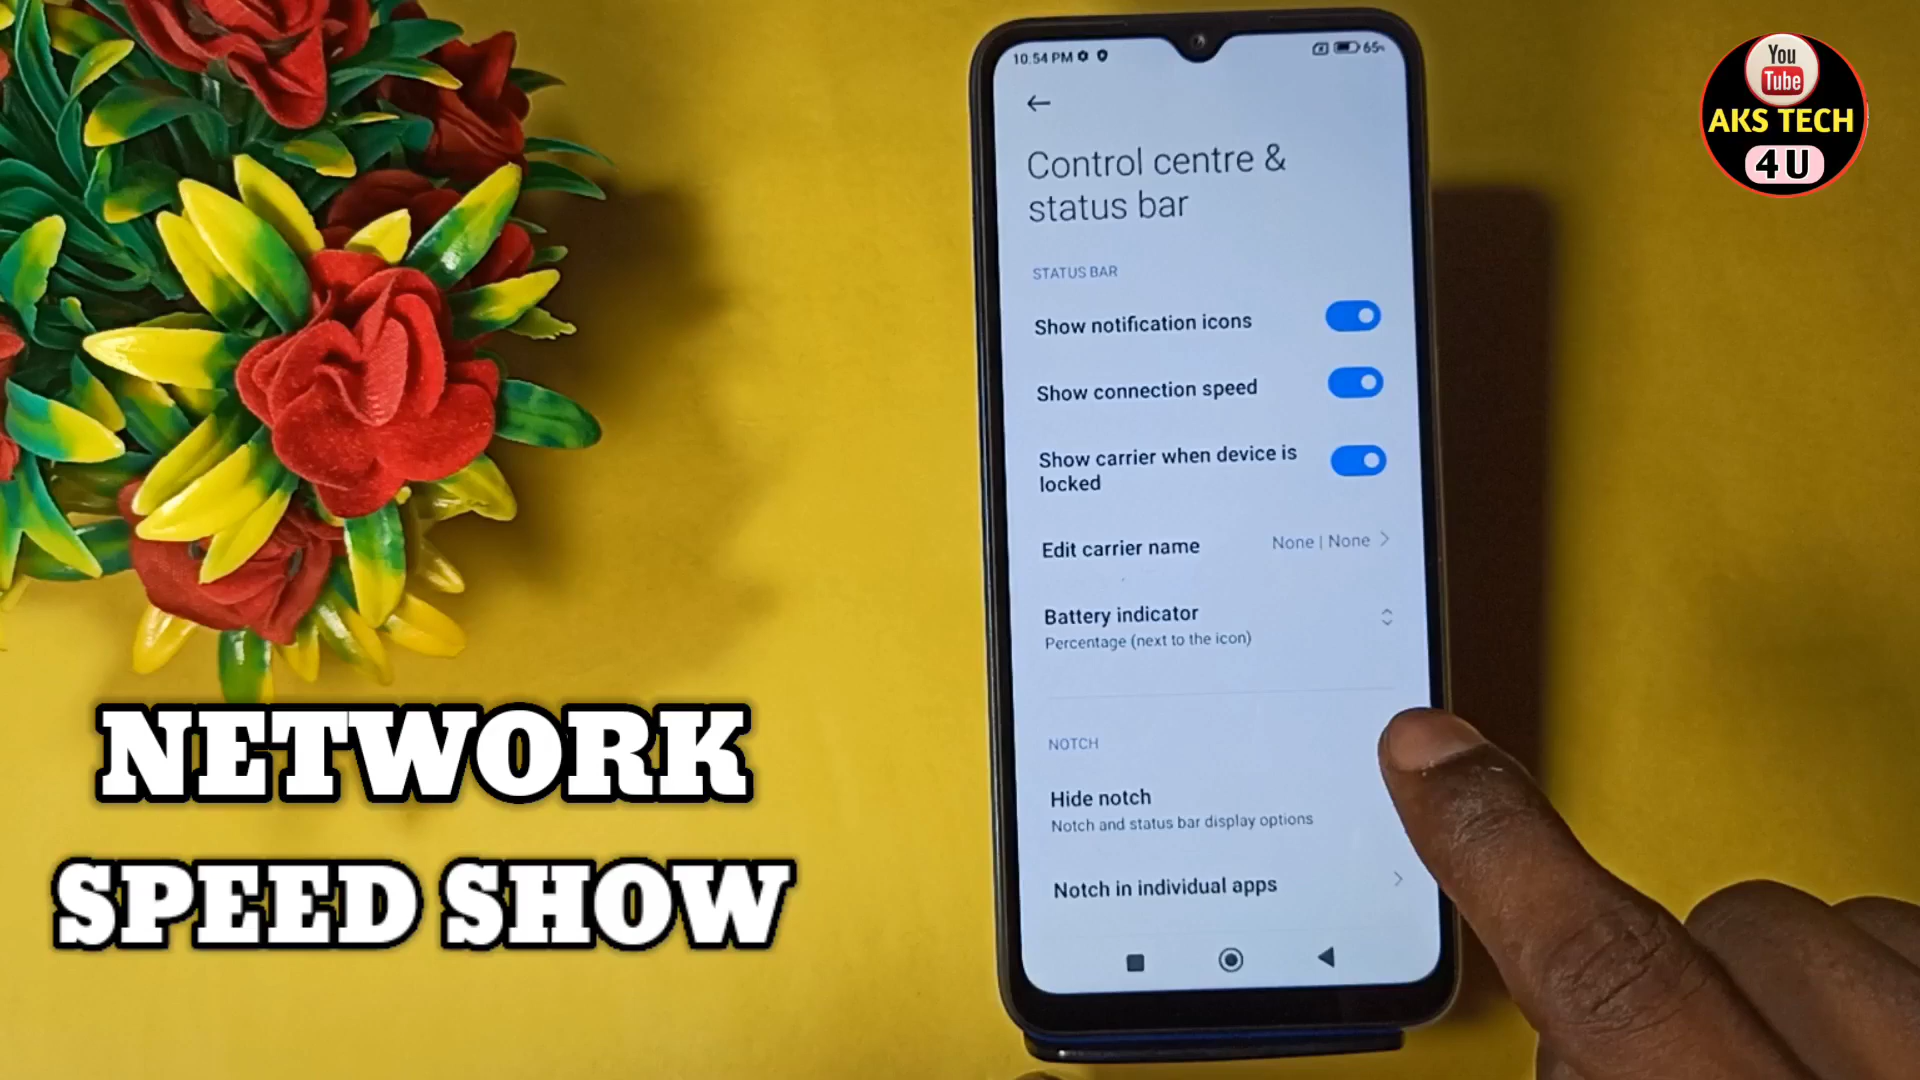 10:54 PM
65%
Control centre &
status bar
STATUS BAR
Show notification icons
Show connection speed
Show carrier when device is
locked
Edit carrier name
None | None
Battery indicator
Percentage (next to the icon)
NOTCH
Hide notch
Notch and status bar display options
Notch in individual apps
NETWORK
SPEED SHOW
You
Tube
AKS TECH
4 U